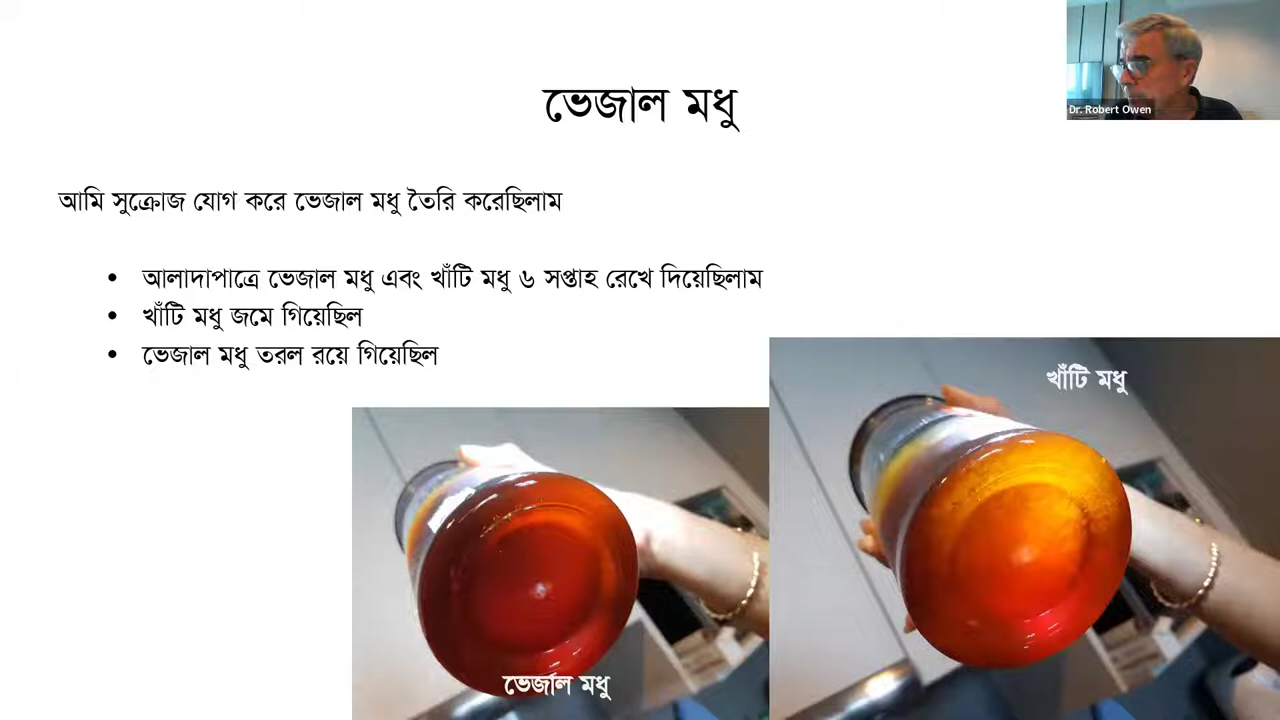 Dr. Robert Owen
ভেজাল মধু
আমি সুক্রোজ যোগ করে ভেজাল মধু তৈরি করেছিলাম
• আলাদাপাত্রে ভেজাল মধু এবং খাঁটি মধু ৬ সপ্তাহ রেখে দিয়েছিলাম
• খাঁটি মধু জমে গিয়েছিল
• ভেজাল মধু তরল রয়ে গিয়েছিল
খাঁটি মধু
ভের্জাল মধু